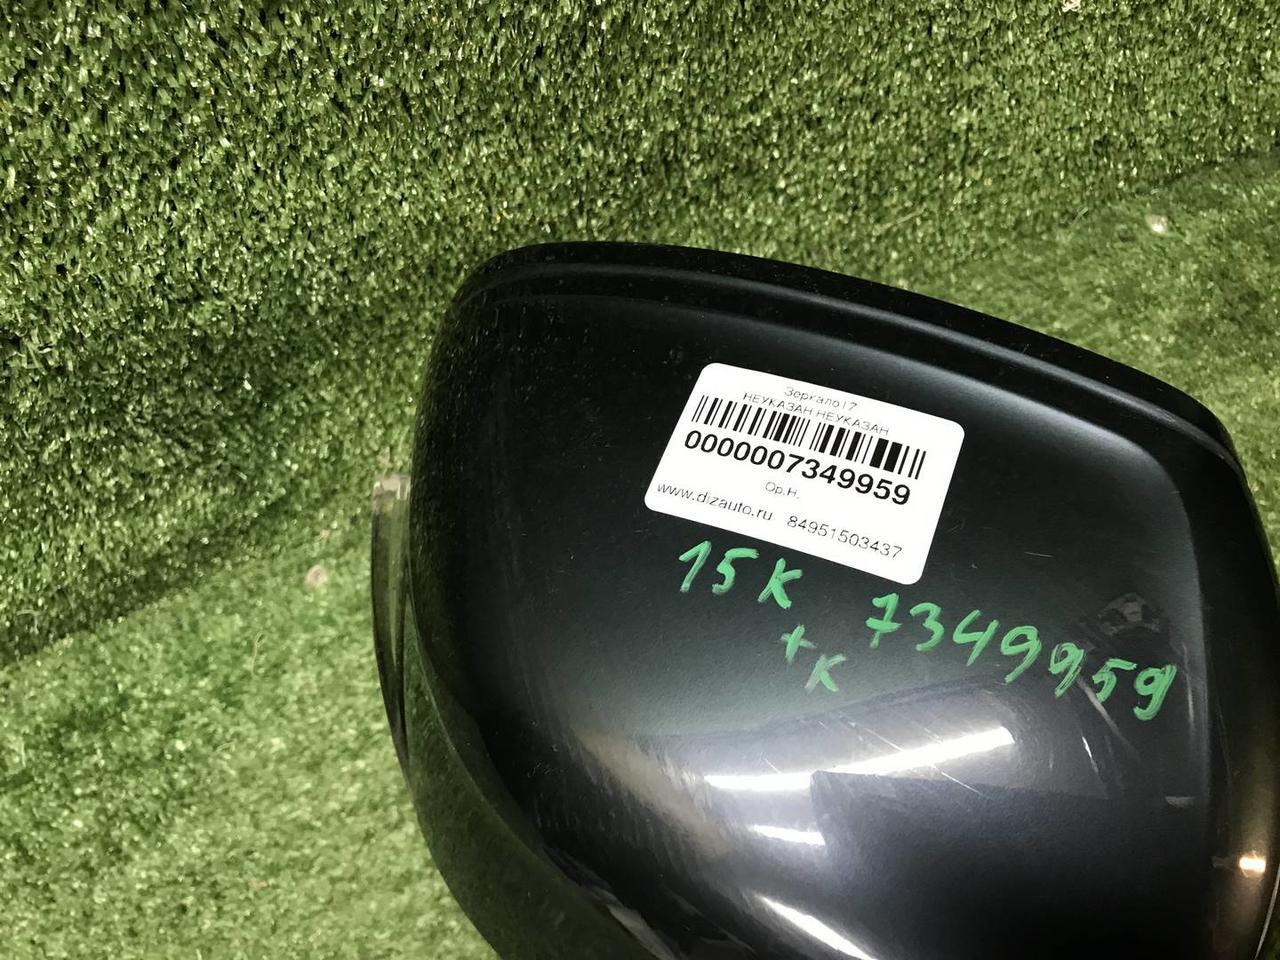 Зеркало17
НЕУКАЗАН НЕУКАЗАН
0000007349959
Ор.Н.
www.dizauto.ru 84951503437
15К 7349959
+К